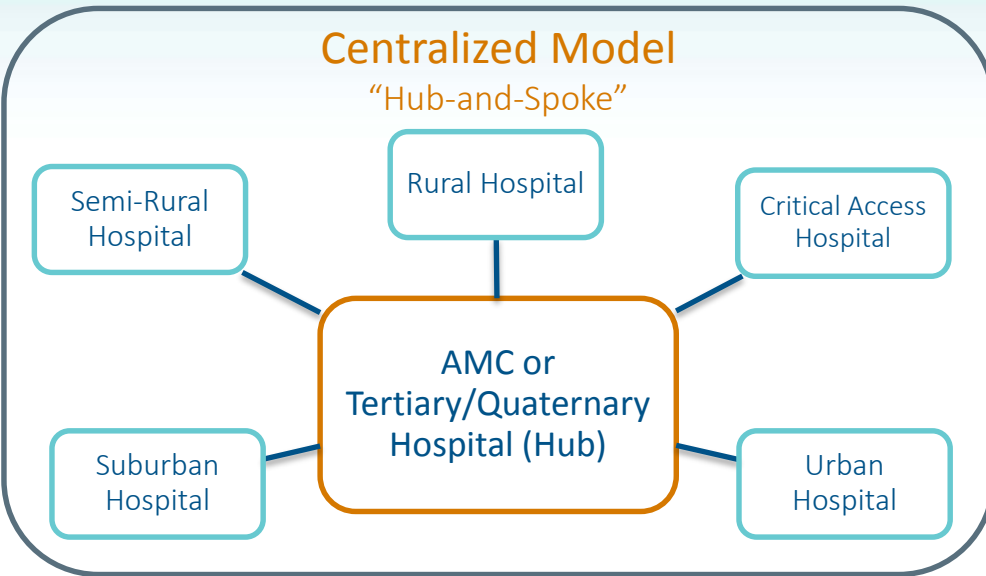 Centralized Model
“Hub-and-Spoke”
Semi-Rural
Hospital
Rural Hospital
Critical Access
Hospital
AMC or
Tertiary/Quaternary
Hospital (Hub)
Suburban
Hospital
Urban
Hospital